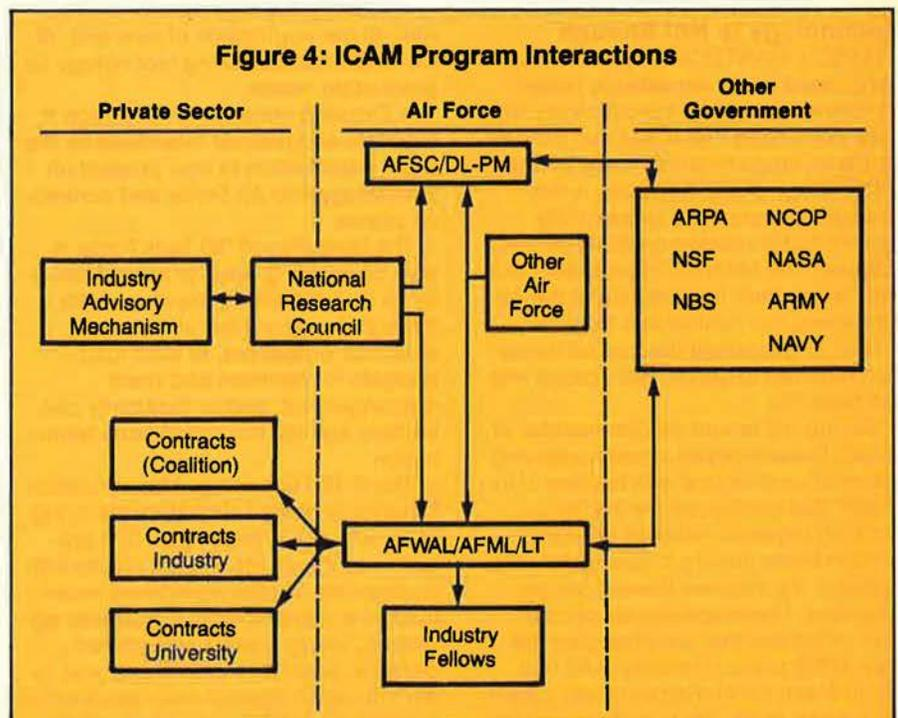 Figure 4: ICAM Program Interactions
Private Sector
Air Force
Other
Government
AFSC/DL-PM
Industry
Advisory
Mechanism
National
Research
Council
Other
Air
Force
ARPA NCOP
NSF NASA
NBS ARMY
NAVY
Contracts
(Coalition)
Contracts
Industry
Contracts
University
AFWAL/AFML/LT
Industry
Fellows